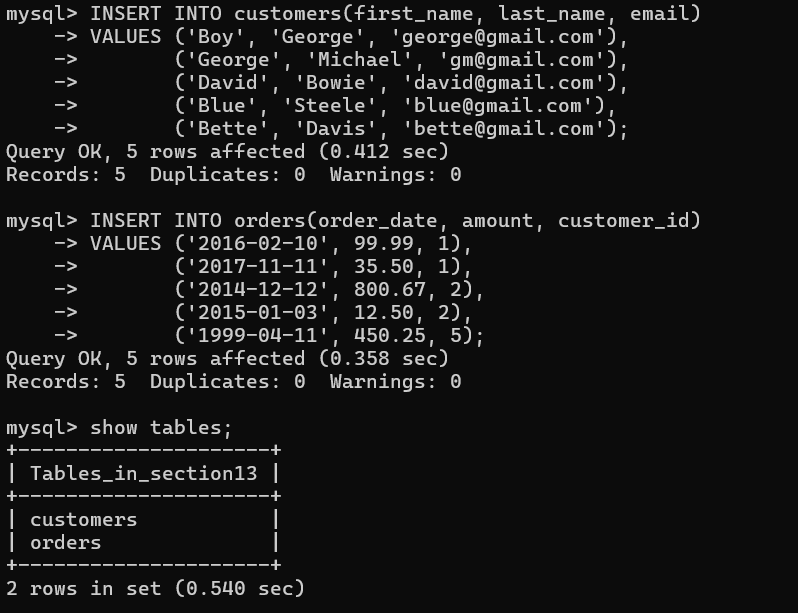 mysql> INSERT INTO customers(first_name, last_name, email)
    -> VALUES ('Boy', 'George', 'george@gmail.com'),
    ->        ('George', 'Michael', 'gm@gmail.com'),
    ->        ('David', 'Bowie', 'david@gmail.com'),
    ->        ('Blue', 'Steele', 'blue@gmail.com'),
    ->        ('Bette', 'Davis', 'bette@gmail.com');
Query OK, 5 rows affected (0.412 sec)
Records: 5  Duplicates: 0  Warnings: 0

mysql> INSERT INTO orders(order_date, amount, customer_id)
    -> VALUES ('2016-02-10', 99.99, 1),
    ->        ('2017-11-11', 35.50, 1),
    ->        ('2014-12-12', 800.67, 2),
    ->        ('2015-01-03', 12.50, 2),
    ->        ('1999-04-11', 450.25, 5);
Query OK, 5 rows affected (0.358 sec)
Records: 5  Duplicates: 0  Warnings: 0

mysql> show tables;
+---------------------+
| Tables_in_section13 |
+---------------------+
| customers           |
| orders              |
+---------------------+
2 rows in set (0.540 sec)